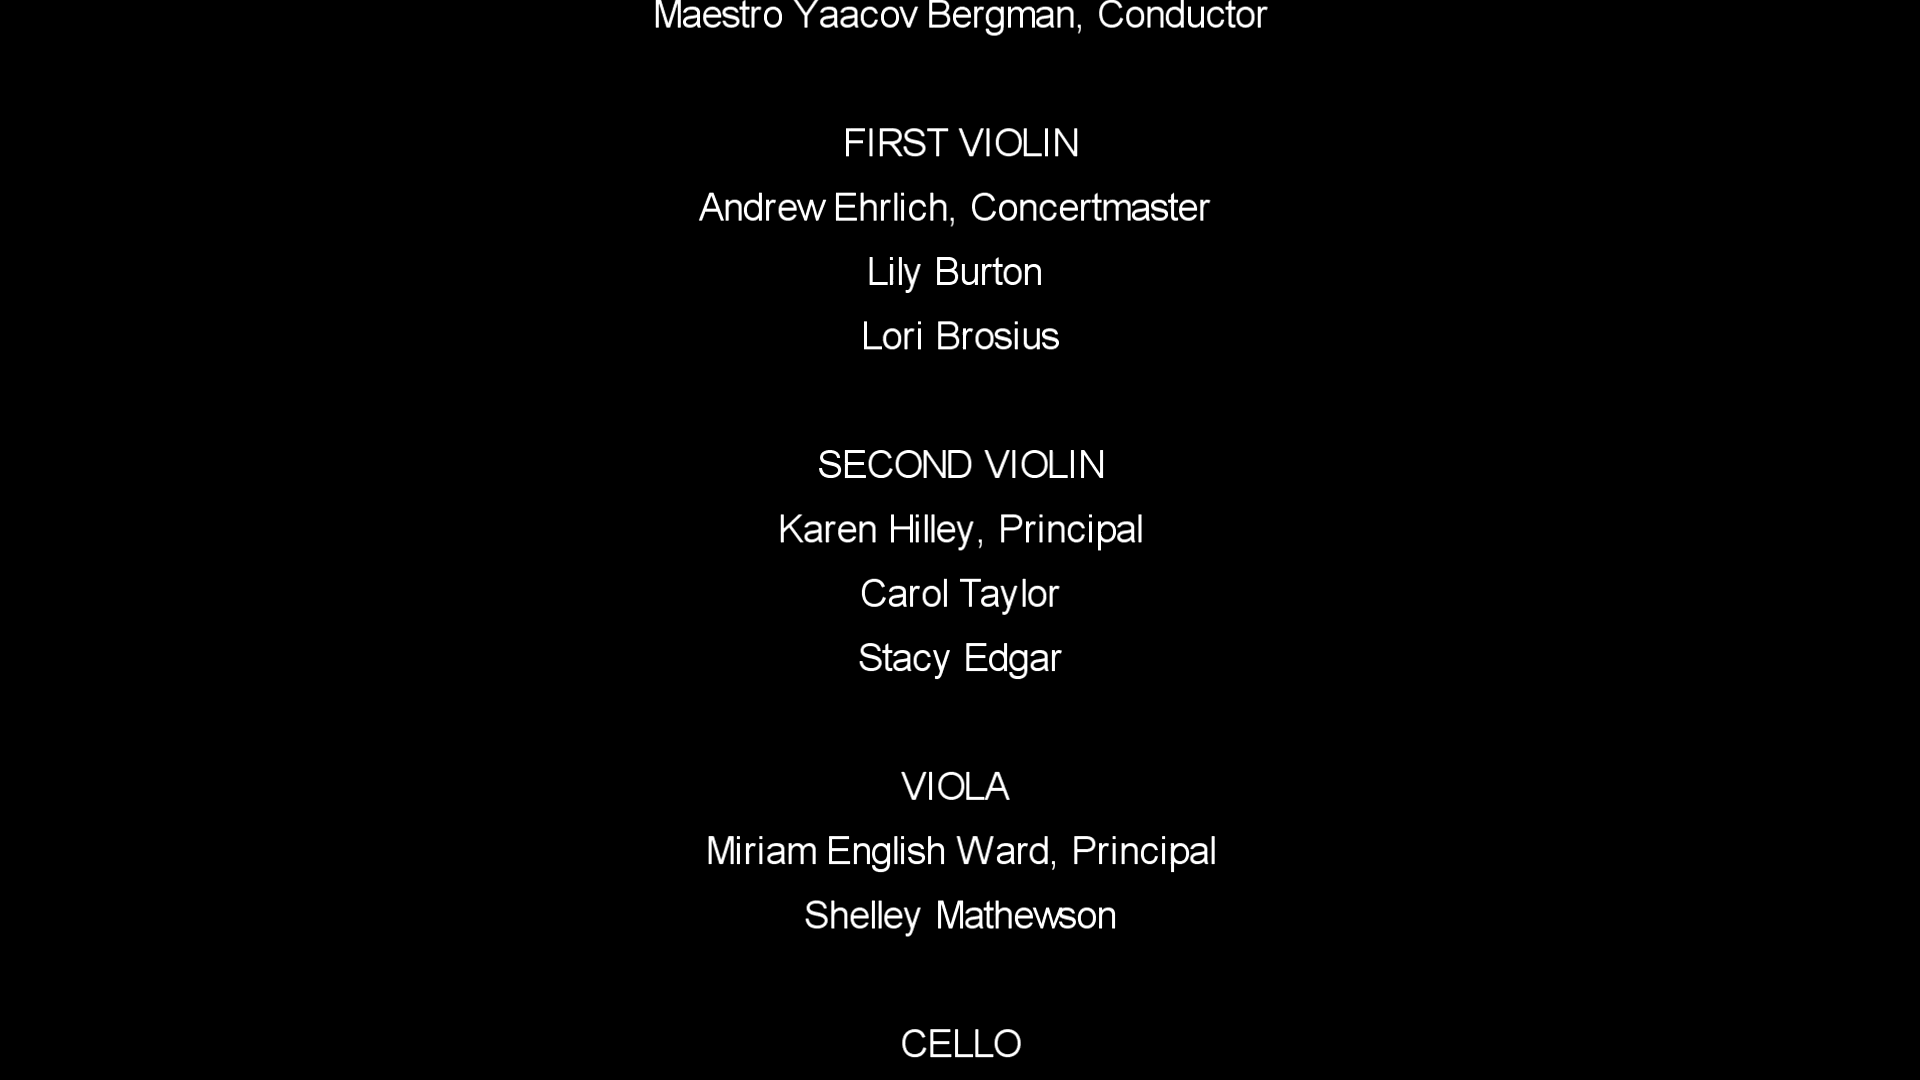 Maestro Yaacov Bergman, Conductor
FIRST VIOLIN
Andrew Ehrlich, Concertmaster
Lily Burton
Lori Brosius
SECOND VIOLIN
Karen Hilley, Principal
Carol Taylor
Stacy Edgar
VIOLA
Miriam English Ward, Principal
Shelley Mathewson
CELLO